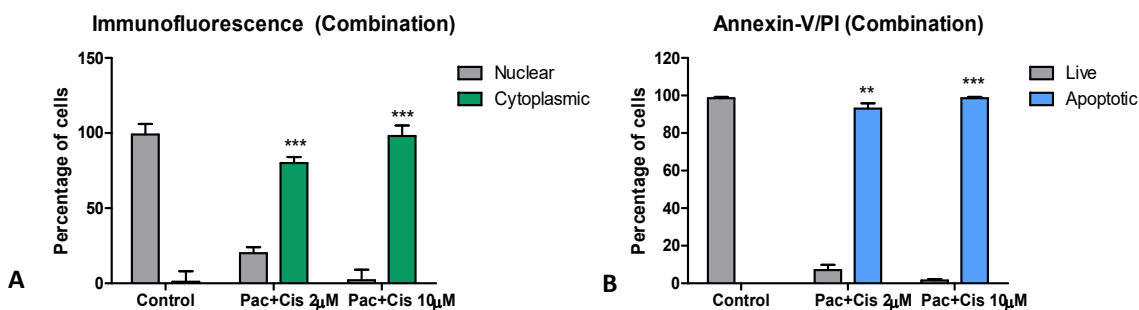 Immunofluorescence (Combination)
150
100
50
0
Percentage of cells
Nuclear
Cytoplasmic
***
***
Control
Pac+Cis 2µM
Pac+Cis 10µM
A
Annexin-V/PI (Combination)
120
100
80
60
40
20
0
Percentage of cells
Live
Apoptotic
**
***
Control
Pac+Cis 2µM
Pac+Cis 10µM
B